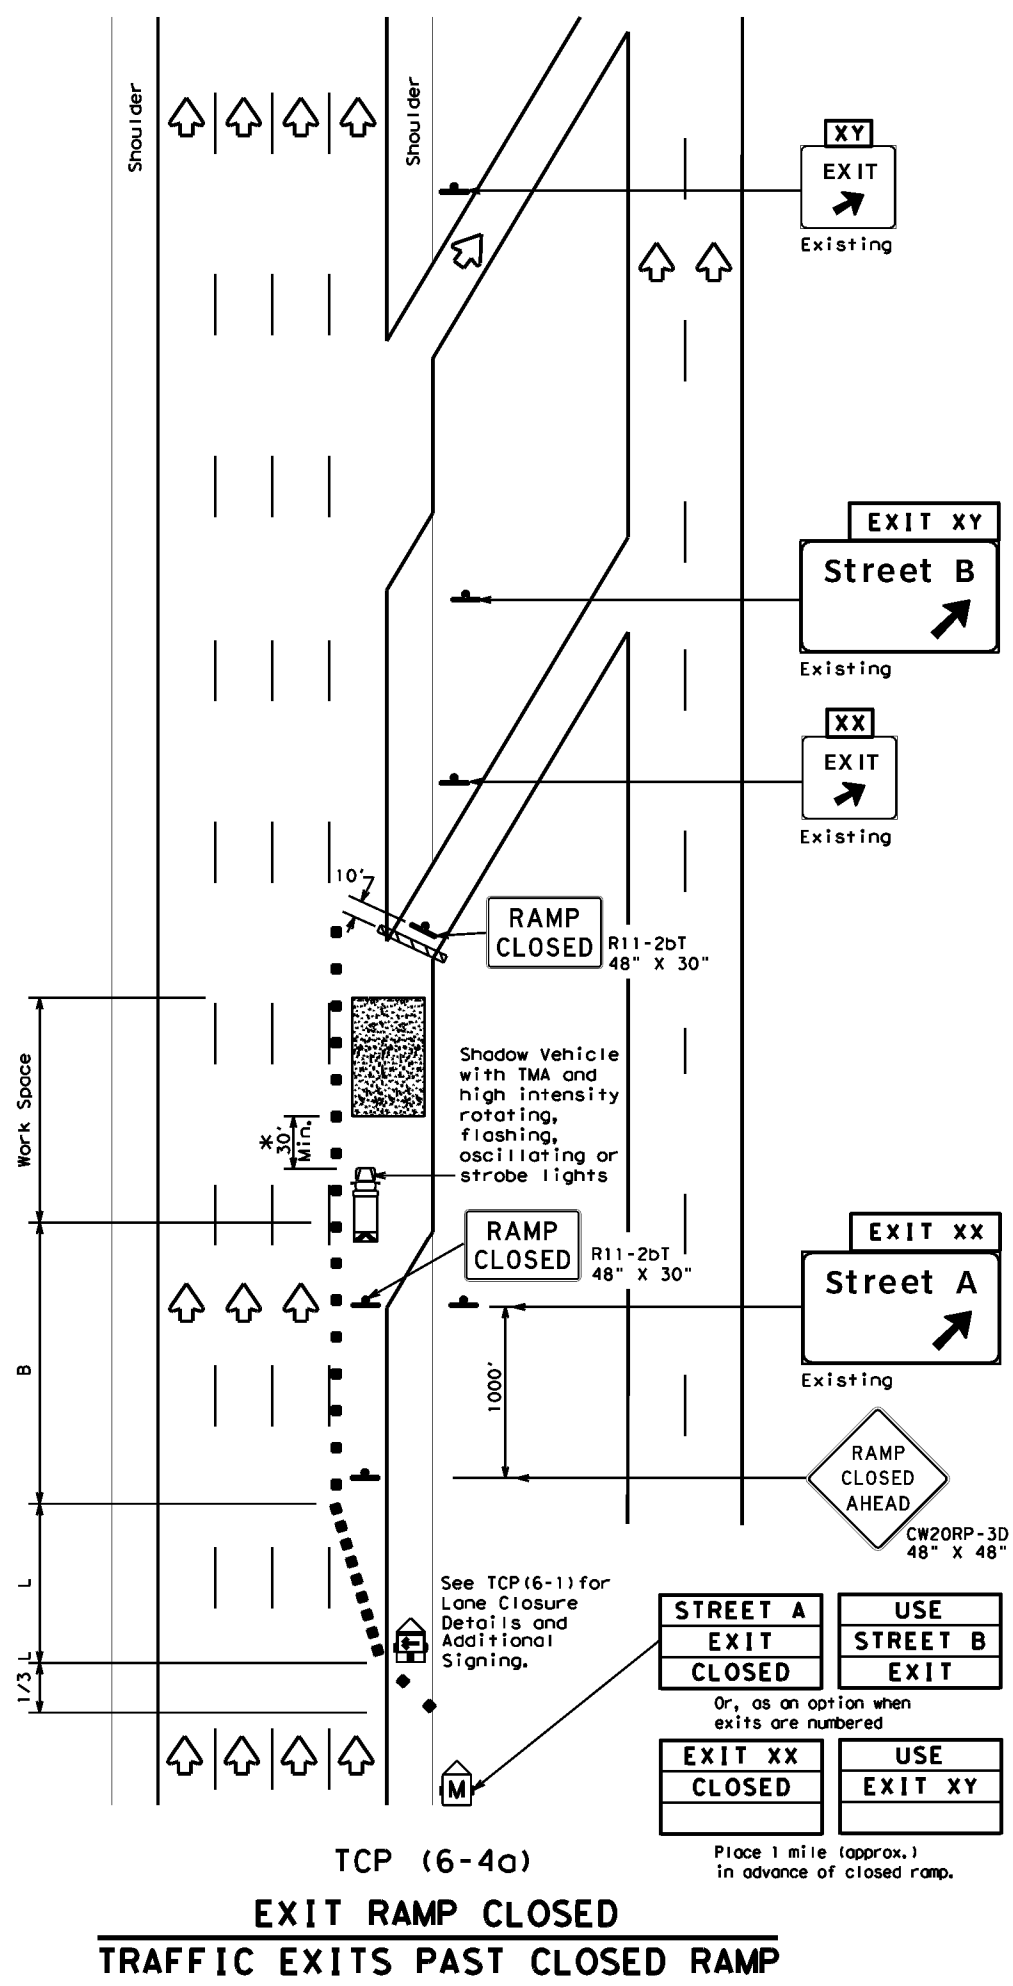 Shoulder
Shoulder
XY
EXIT
Existing
EXIT XY
Street B
Existing
XX
EXIT
Existing
10'
RAMP
CLOSED
R11-2bT
48" X 30"
Work Space
Shadow Vehicle
with TMA and
high intensity
rotating,
flashing,
oscillating or
strobe lights
*
30'
Min.
RAMP
CLOSED
R11-2bT
48" X 30"
EXIT XX
Street A
Existing
B
1000'
RAMP
CLOSED
AHEAD
CW20RP-3D
48" X 48"
L
See TCP(6-1)for
Lane Closure
Details and
Additional
Signing.
1/3 L
STREET A
EXIT
CLOSED
USE
STREET B
EXIT
Or, as an option when
exits are numbered
EXIT XX
CLOSED
USE
EXIT XY
M
Place 1 mile (approx.)
in advance of closed ramp.
TCP (6-4a)
EXIT RAMP CLOSED
TRAFFIC EXITS PAST CLOSED RAMP